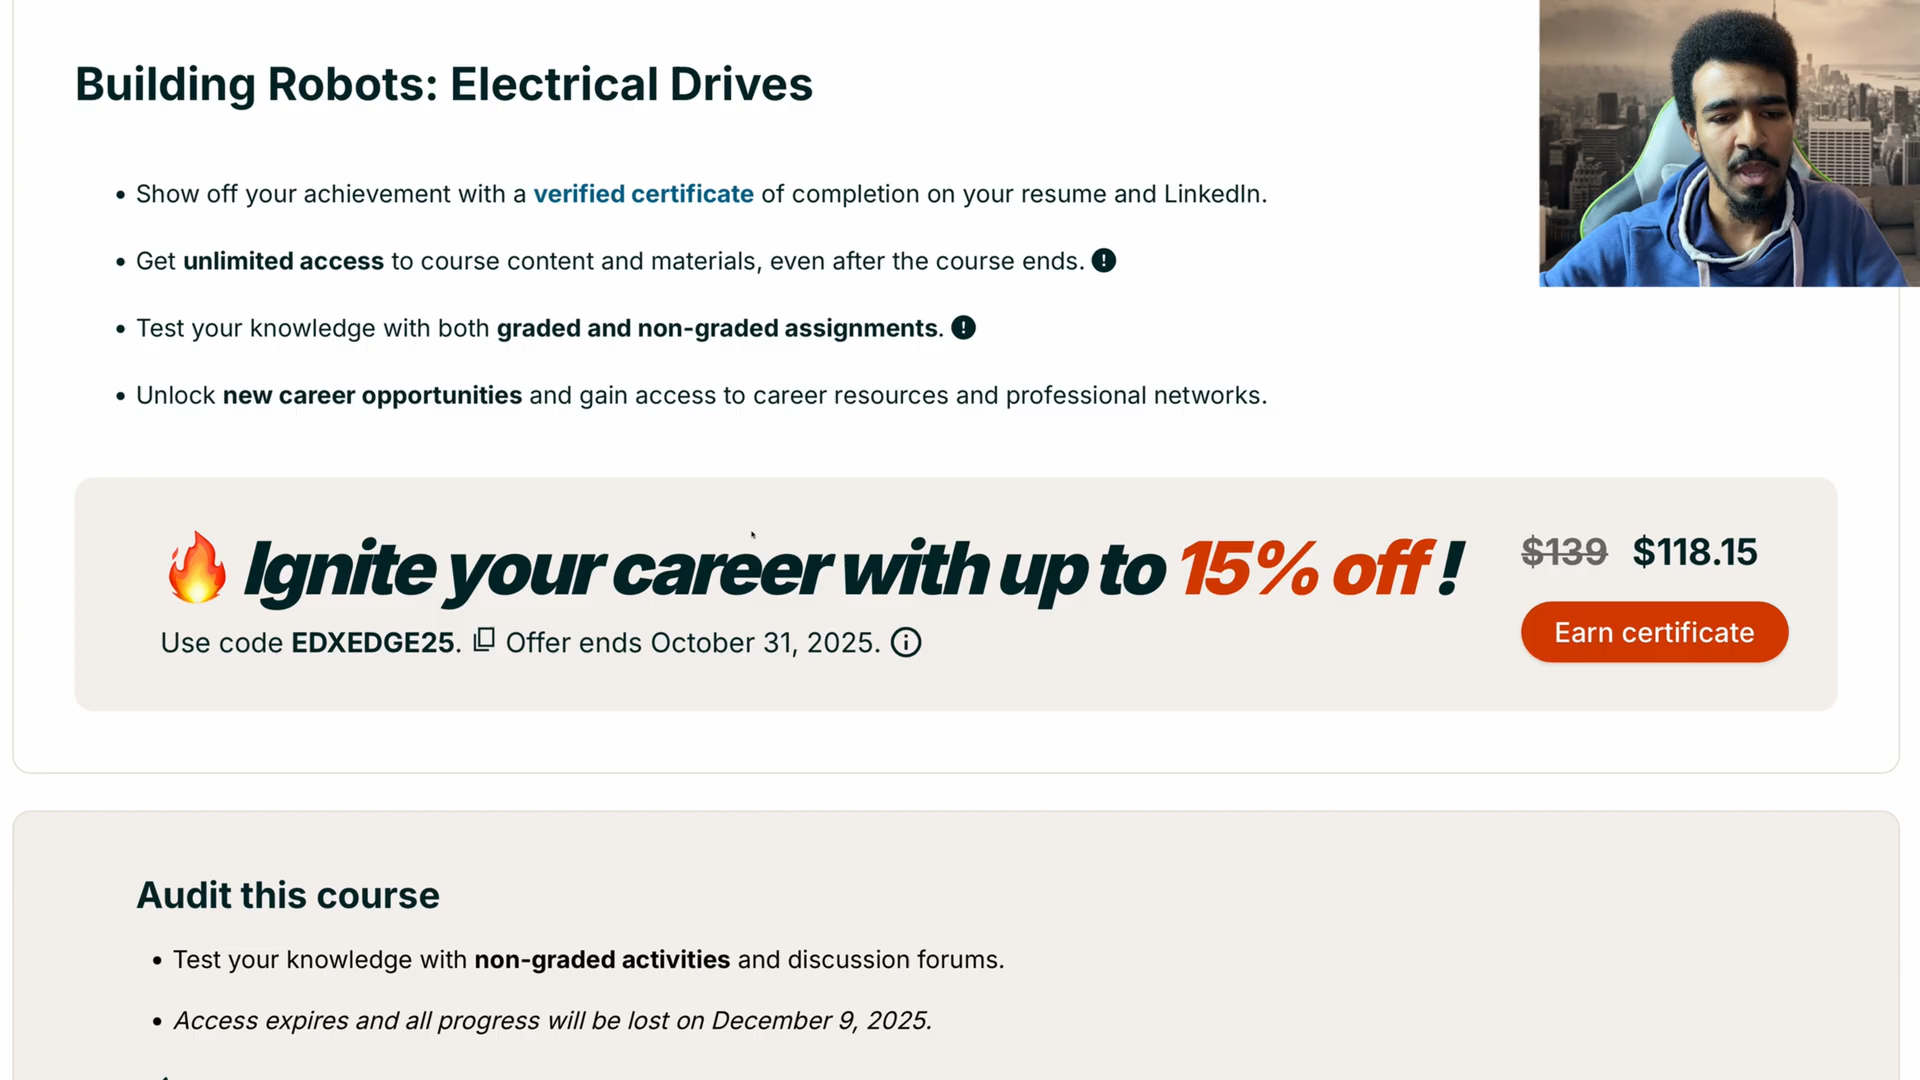 Building Robots: Electrical Drives
• Show off your achievement with a verified certificate of completion on your resume and LinkedIn.
• Get unlimited access to course content and materials, even after the course ends.
• Test your knowledge with both graded and non-graded assignments.
• Unlock new career opportunities and gain access to career resources and professional networks.
🔥 Ignite your career with up to 15% off!
$139 $118.15
Use code EDXEDGE25. Offer ends October 31, 2025.
Earn certificate
Audit this course
• Test your knowledge with non-graded activities and discussion forums.
• Access expires and all progress will be lost on December 9, 2025.